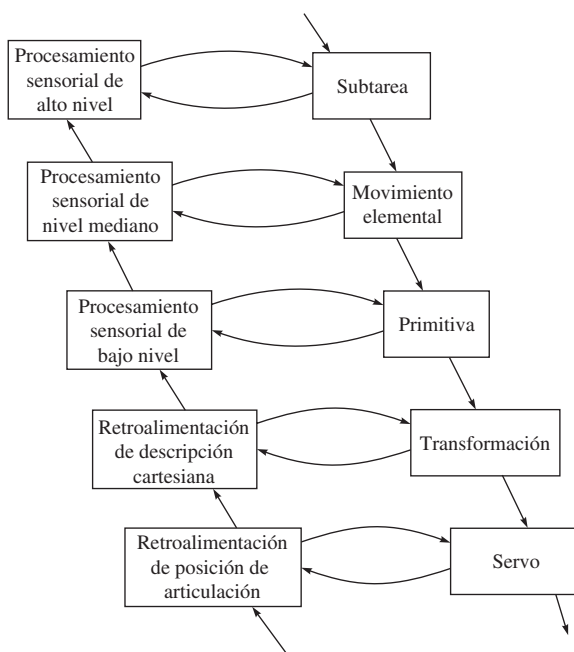 Procesamiento
sensorial de
alto nivel
Subtarea
Procesamiento
sensorial de
nivel mediano
Movimiento
elemental
Procesamiento
sensorial de
bajo nivel
Primitiva
Retroalimentación
de descripción
cartesiana
Transformación
Retroalimentación
de posición de
articulación
Servo